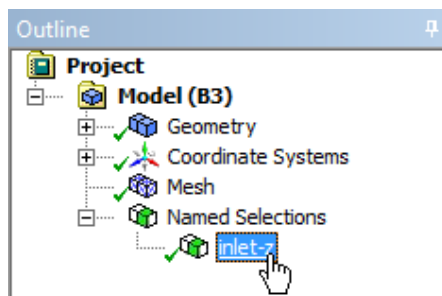 Outline
Project
Model (B3)
Geometry
Coordinate Systems
Mesh
Named Selections
inlet-z